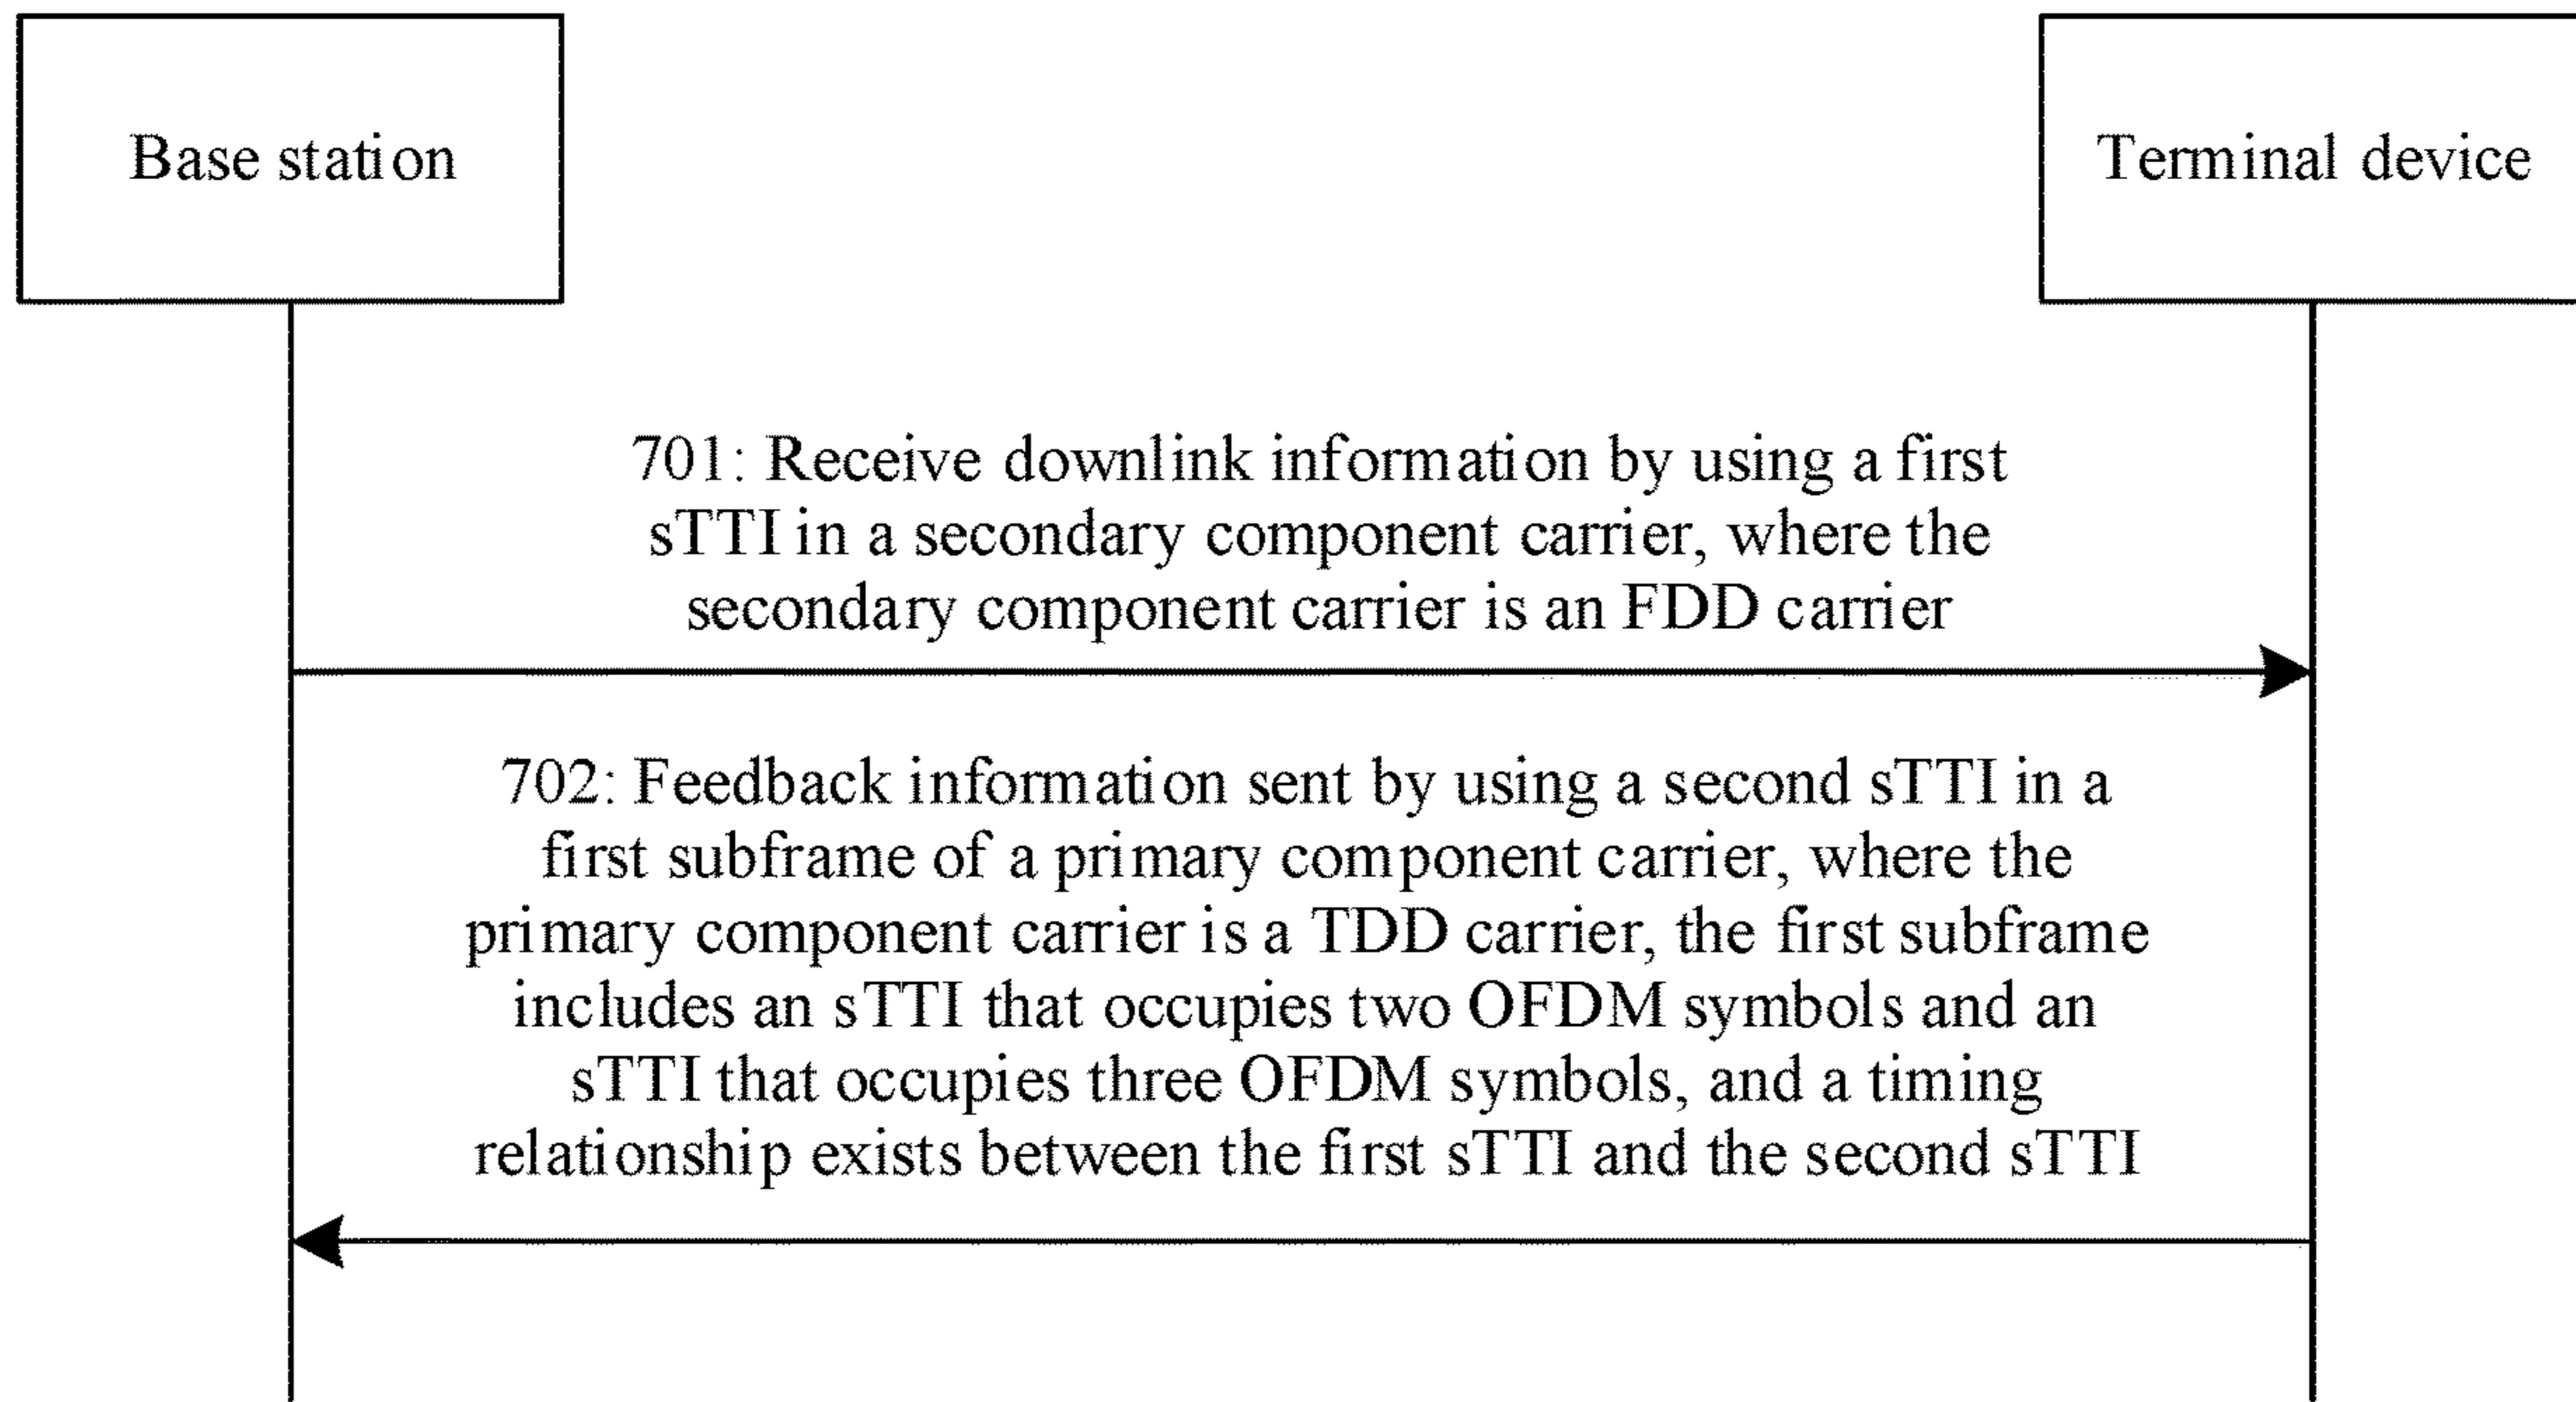 Base station
Terminal device
701: Receive downlink information by using a first
sTTI in a secondary component carrier, where the
secondary component carrier is an FDD carrier
702: Feedback information sent by using a second sTTI in a
first subframe of a primary component carrier, where the
primary component carrier is a TDD carrier, the first subframe
includes an sTTI that occupies two OFDM symbols and an
sTTI that occupies three OFDM symbols, and a timing
relationship exists between the first sTTI and the second sTTI